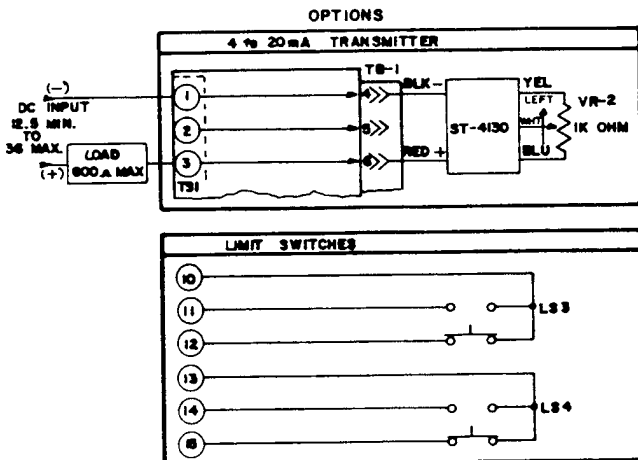 OPTIONS
4 to 20mA TRANSMITTER
TB-1
(-)
DC INPUT
12.5 MIN.
TO
36 MAX.
(+)
LOAD
600Ω MAX
1
2
3
TS1
4
5
6
BLK-
RED +
ST-4130
YEL
LEFT
WHT
BLU
VR-2
1K OHM
LIMIT SWITCHES
10
11
12
13
14
15
LS3
LS4